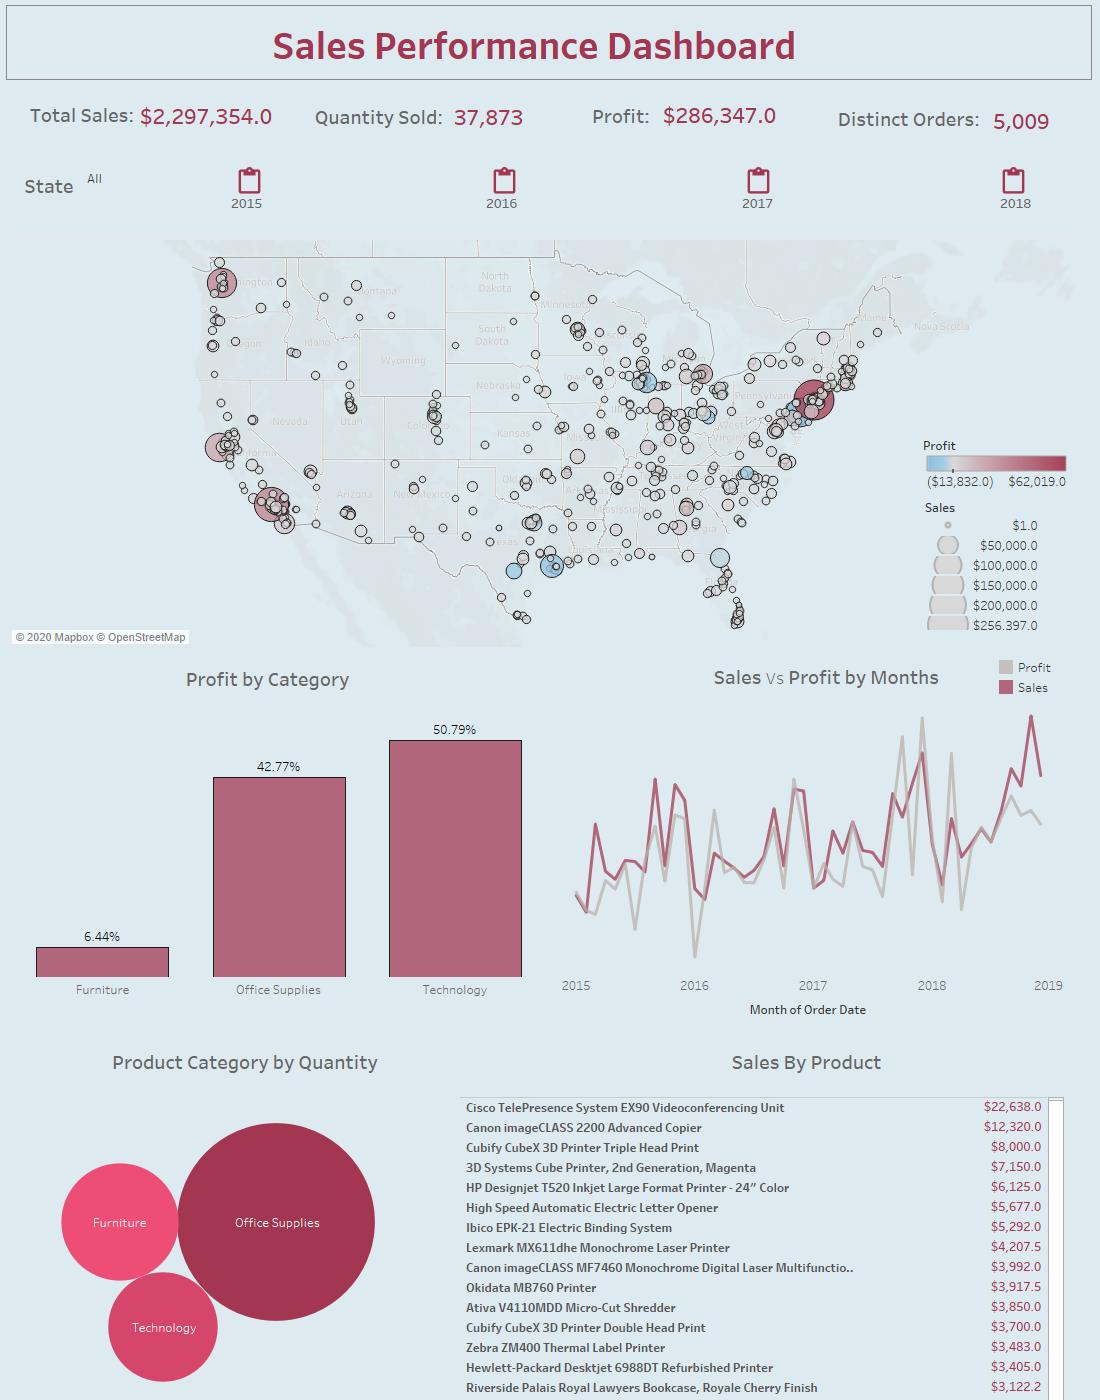 Sales Performance Dashboard
Total Sales: $2,297,354.0 Quantity Sold: 37,873 Profit: $286,347.0 Distinct Orders: 5,009
State All
2015 2016 2017 2018
North Dakota
Minnesota
Maine
Nova Scotia
South Dakota
Oregon
Idaho
Wyoming
Iowa
Nebraska
Nevada
Utah
Kansas
West Virginia
Arizona
New Mexico
Mississippi
Louisiana
Profit
($13,832.0) $62,019.0
Sales
$1.0
$50,000.0
$100,000.0
$150,000.0
$200,000.0
$256,397.0
© 2020 Mapbox © OpenStreetMap
Profit by Category
6.44%
42.77%
50.79%
Furniture Office Supplies Technology
Sales Vs Profit by Months
Profit
Sales
2015 2016 2017 2018 2019
Month of Order Date
Product Category by Quantity
Furniture
Office Supplies
Technology
Sales By Product
Cisco TelePresence System EX90 Videoconferencing Unit $22,638.0
Canon imageCLASS 2200 Advanced Copier $12,320.0
Cubify CubeX 3D Printer Triple Head Print $8,000.0
3D Systems Cube Printer, 2nd Generation, Magenta $7,150.0
HP Designjet T520 Inkjet Large Format Printer - 24" Color $6,125.0
High Speed Automatic Electric Letter Opener $5,677.0
Ibico EPK-21 Electric Binding System $5,292.0
Lexmark MX611dhe Monochrome Laser Printer $4,207.5
Canon imageCLASS MF7460 Monochrome Digital Laser Multifunctio.. $3,992.0
Okidata MB760 Printer $3,917.5
Ativa V4110MDD Micro-Cut Shredder $3,850.0
Cubify CubeX 3D Printer Double Head Print $3,700.0
Zebra ZM400 Thermal Label Printer $3,483.0
Hewlett-Packard Deskjet 6988DT Refurbished Printer $3,405.0
Riverside Palais Royal Lawyers Bookcase, Royale Cherry Finish $3,122.2